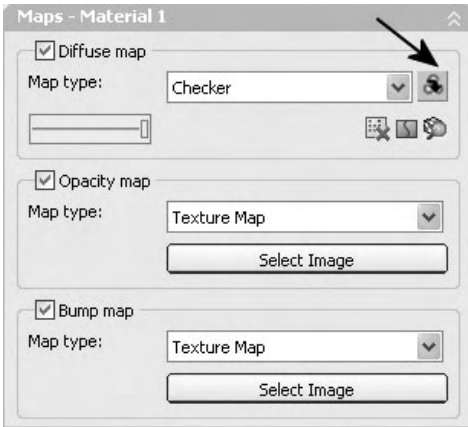 Maps - Material 1
Diffuse map
Map type: Checker
Opacity map
Map type: Texture Map
Select Image
Bump map
Map type: Texture Map
Select Image